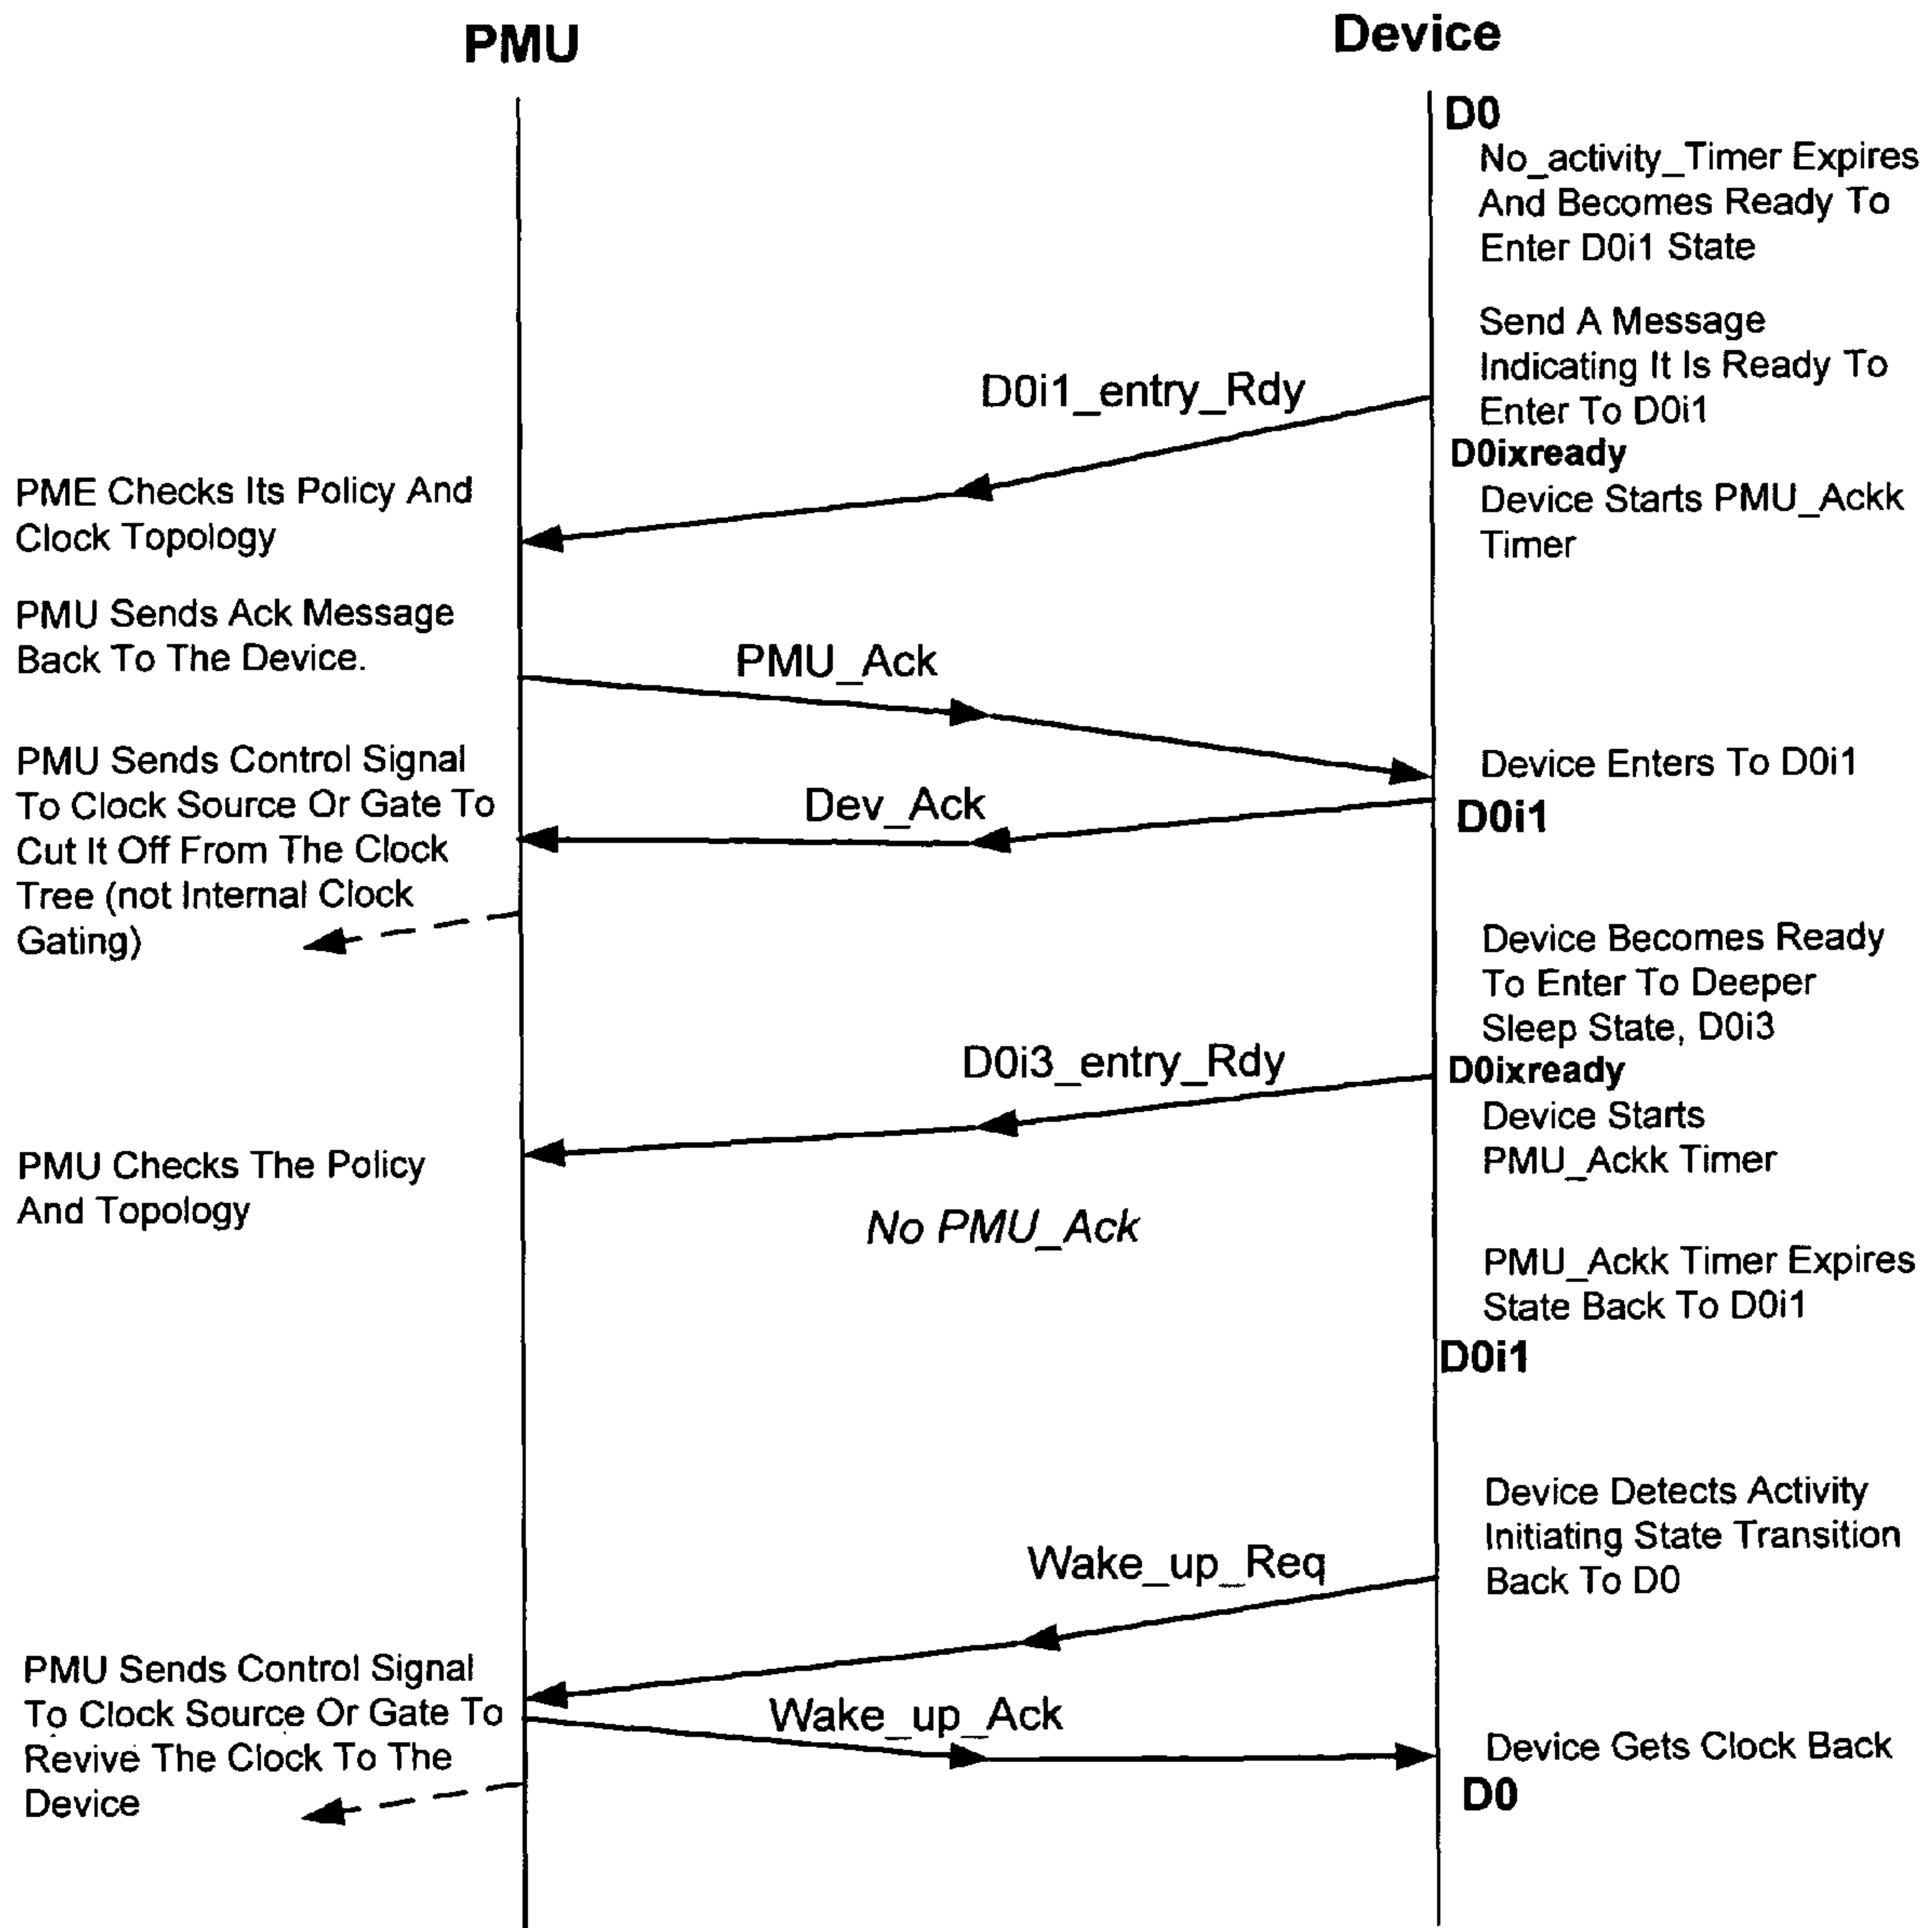 PMU
Device
D0
No_activity_Timer Expires
And Becomes Ready To
Enter D0i1 State
Send A Message
Indicating It Is Ready To
Enter To D0i1
D0i1_entry_Rdy
D0ixready
PME Checks Its Policy And
Clock Topology
Device Starts PMU_Ackk
Timer
PMU Sends Ack Message
Back To The Device.
PMU_Ack
PMU Sends Control Signal
To Clock Source Or Gate To
Cut It Off From The Clock
Tree (not Internal Clock
Gating)
Device Enters To D0i1
Dev_Ack
D0i1
Device Becomes Ready
To Enter To Deeper
Sleep State, D0i3
D0i3_entry_Rdy
D0ixready
Device Starts
PMU_Ackk Timer
PMU Checks The Policy
And Topology
No PMU_Ack
PMU_Ackk Timer Expires
State Back To D0i1
D0i1
Device Detects Activity
Initiating State Transition
Back To D0
Wake_up_Req
PMU Sends Control Signal
To Clock Source Or Gate To
Revive The Clock To The
Device
Wake_up_Ack
Device Gets Clock Back
D0